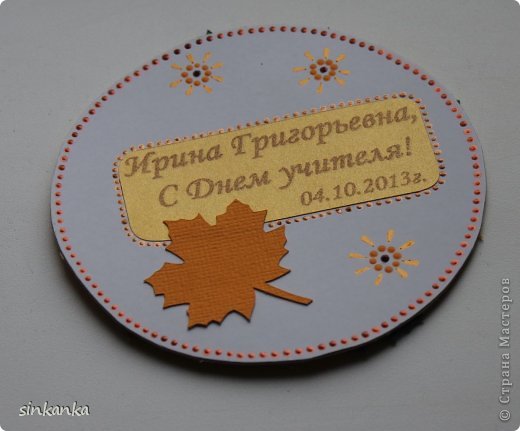 Ирина Григорьевна,
С Днем учителя!
04.10.2013г.
sinkanka
© Страна Мастеров